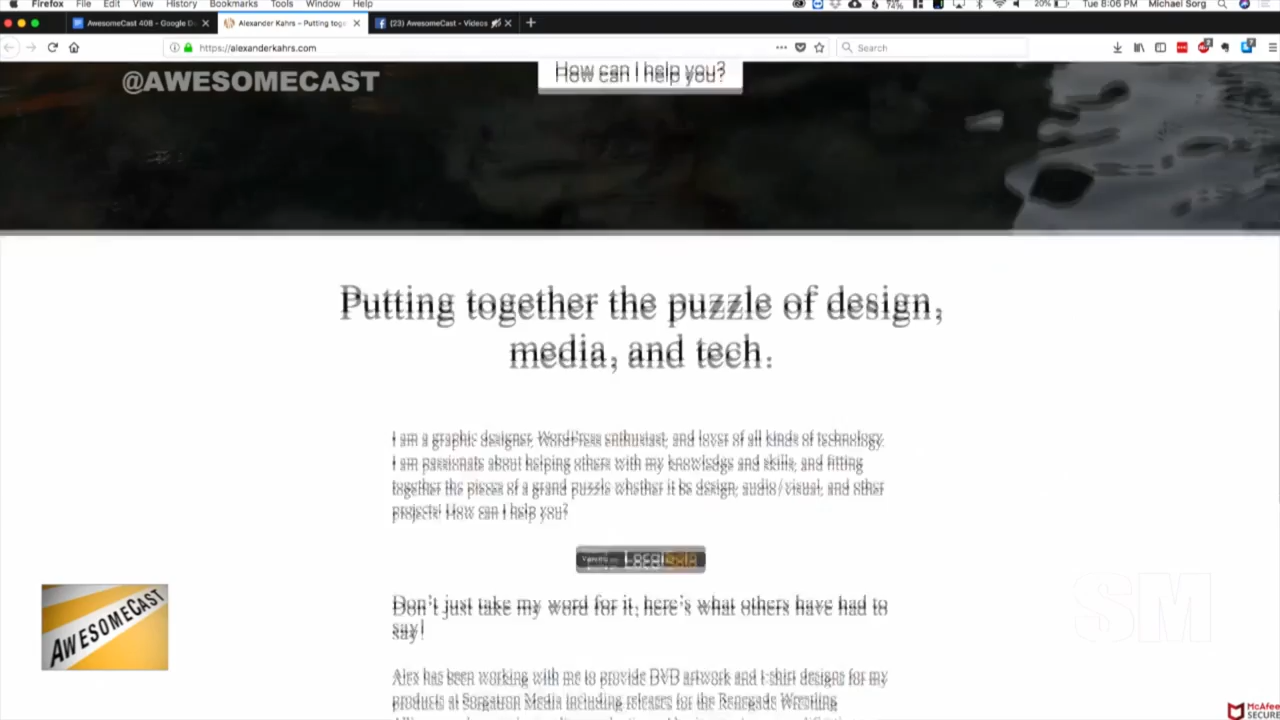 Firefox File Edit View History Bookmarks Tools Window Help 74% 20% Tue 8:06 PM Michael Sorg
AwesomeCast 408 - Google D
Alexander Kahrs – Putting toge
(23) AwesomeCast - Videos
https://alexanderkahrs.com
Search
@AWESOMECAST
How can I help you?
Putting together the puzzle of design,
media, and tech.
I am a graphic designer, WordPress enthusiast, and lover of all kinds of technology.
I am passionate about helping others with my knowledge and skills, and fitting
together the pieces of a grand puzzle whether it be design, audio/visual, and other
projects! How can I help you?
Don't just take my word for it, here's what others have had to
say!
AWESOMECAST
SM
Alex has been working with me to provide DVD artwork and t-shirt designs for my
products at Sorgatron Media including releases for the Renegade Wrestling
McAfee
SECURE